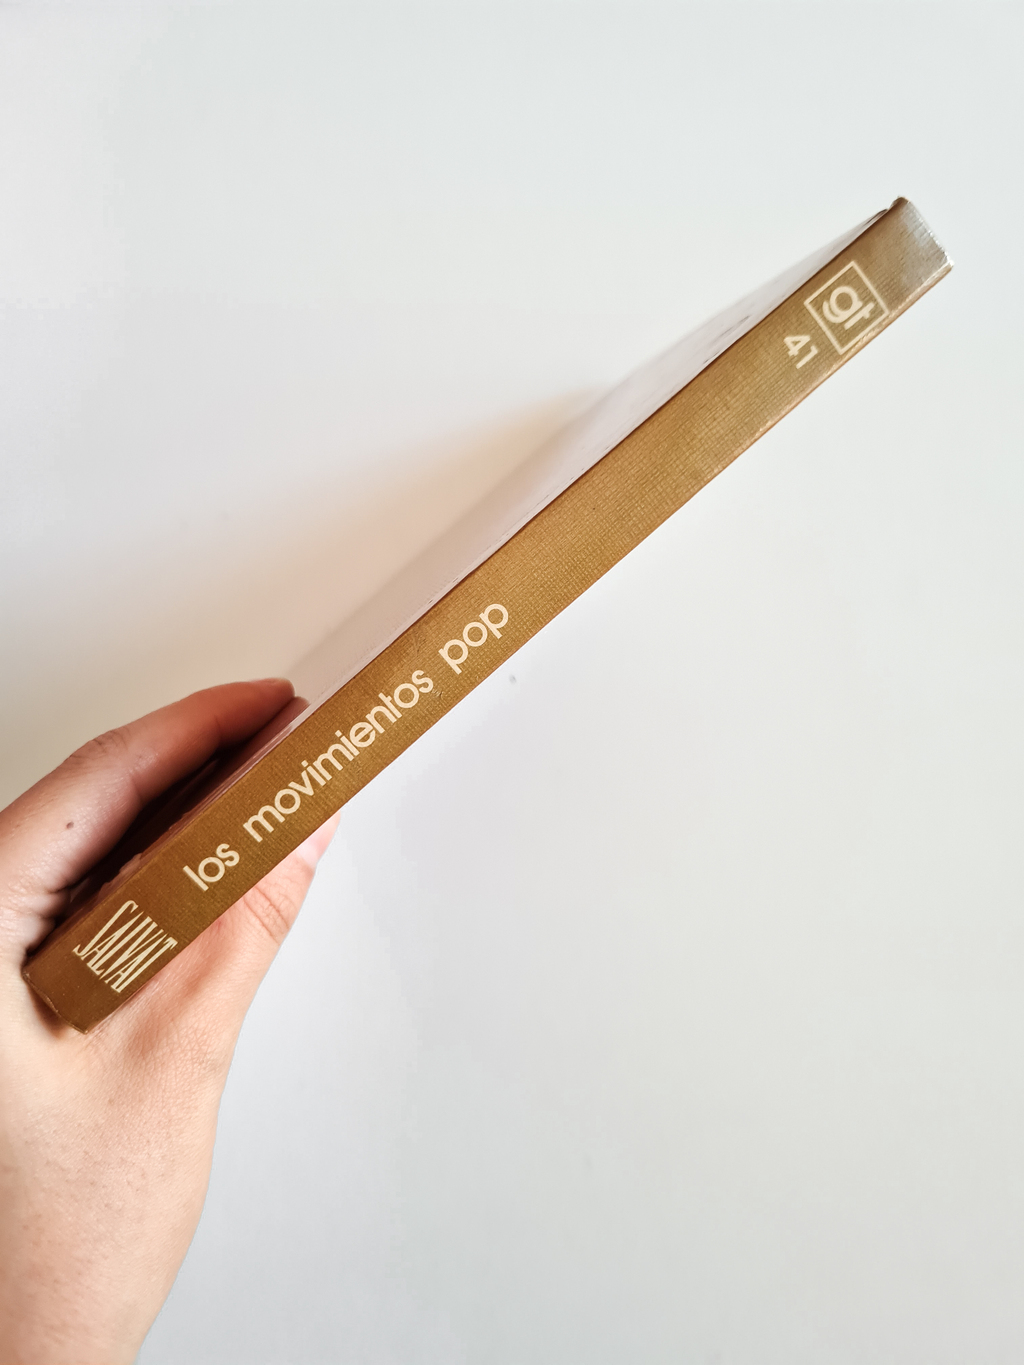 gt
41
los movimientos pop
SALVAT